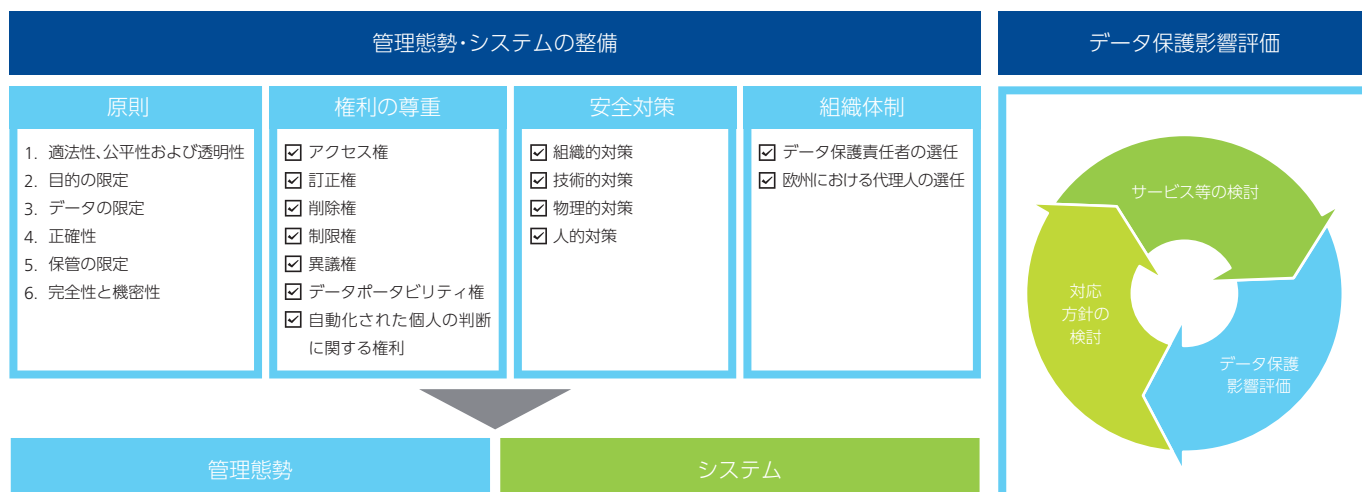 管理態勢・システムの整備
原則
1. 適法性、公平性および透明性
2. 目的の限定
3. データの限定
4. 正確性
5. 保管の限定
6. 完全性と機密性
権利の尊重
アクセス権
訂正権
削除権
制限権
異議権
データポータビリティ権
自動化された個人の判断
に関する権利
安全対策
組織的対策
技術的対策
物理的対策
人的対策
組織体制
データ保護責任者の選任
欧州における代理人の選任
管理態勢
システム
データ保護影響評価
サービス等の検討
データ保護
影響評価
対応
方針の
検討